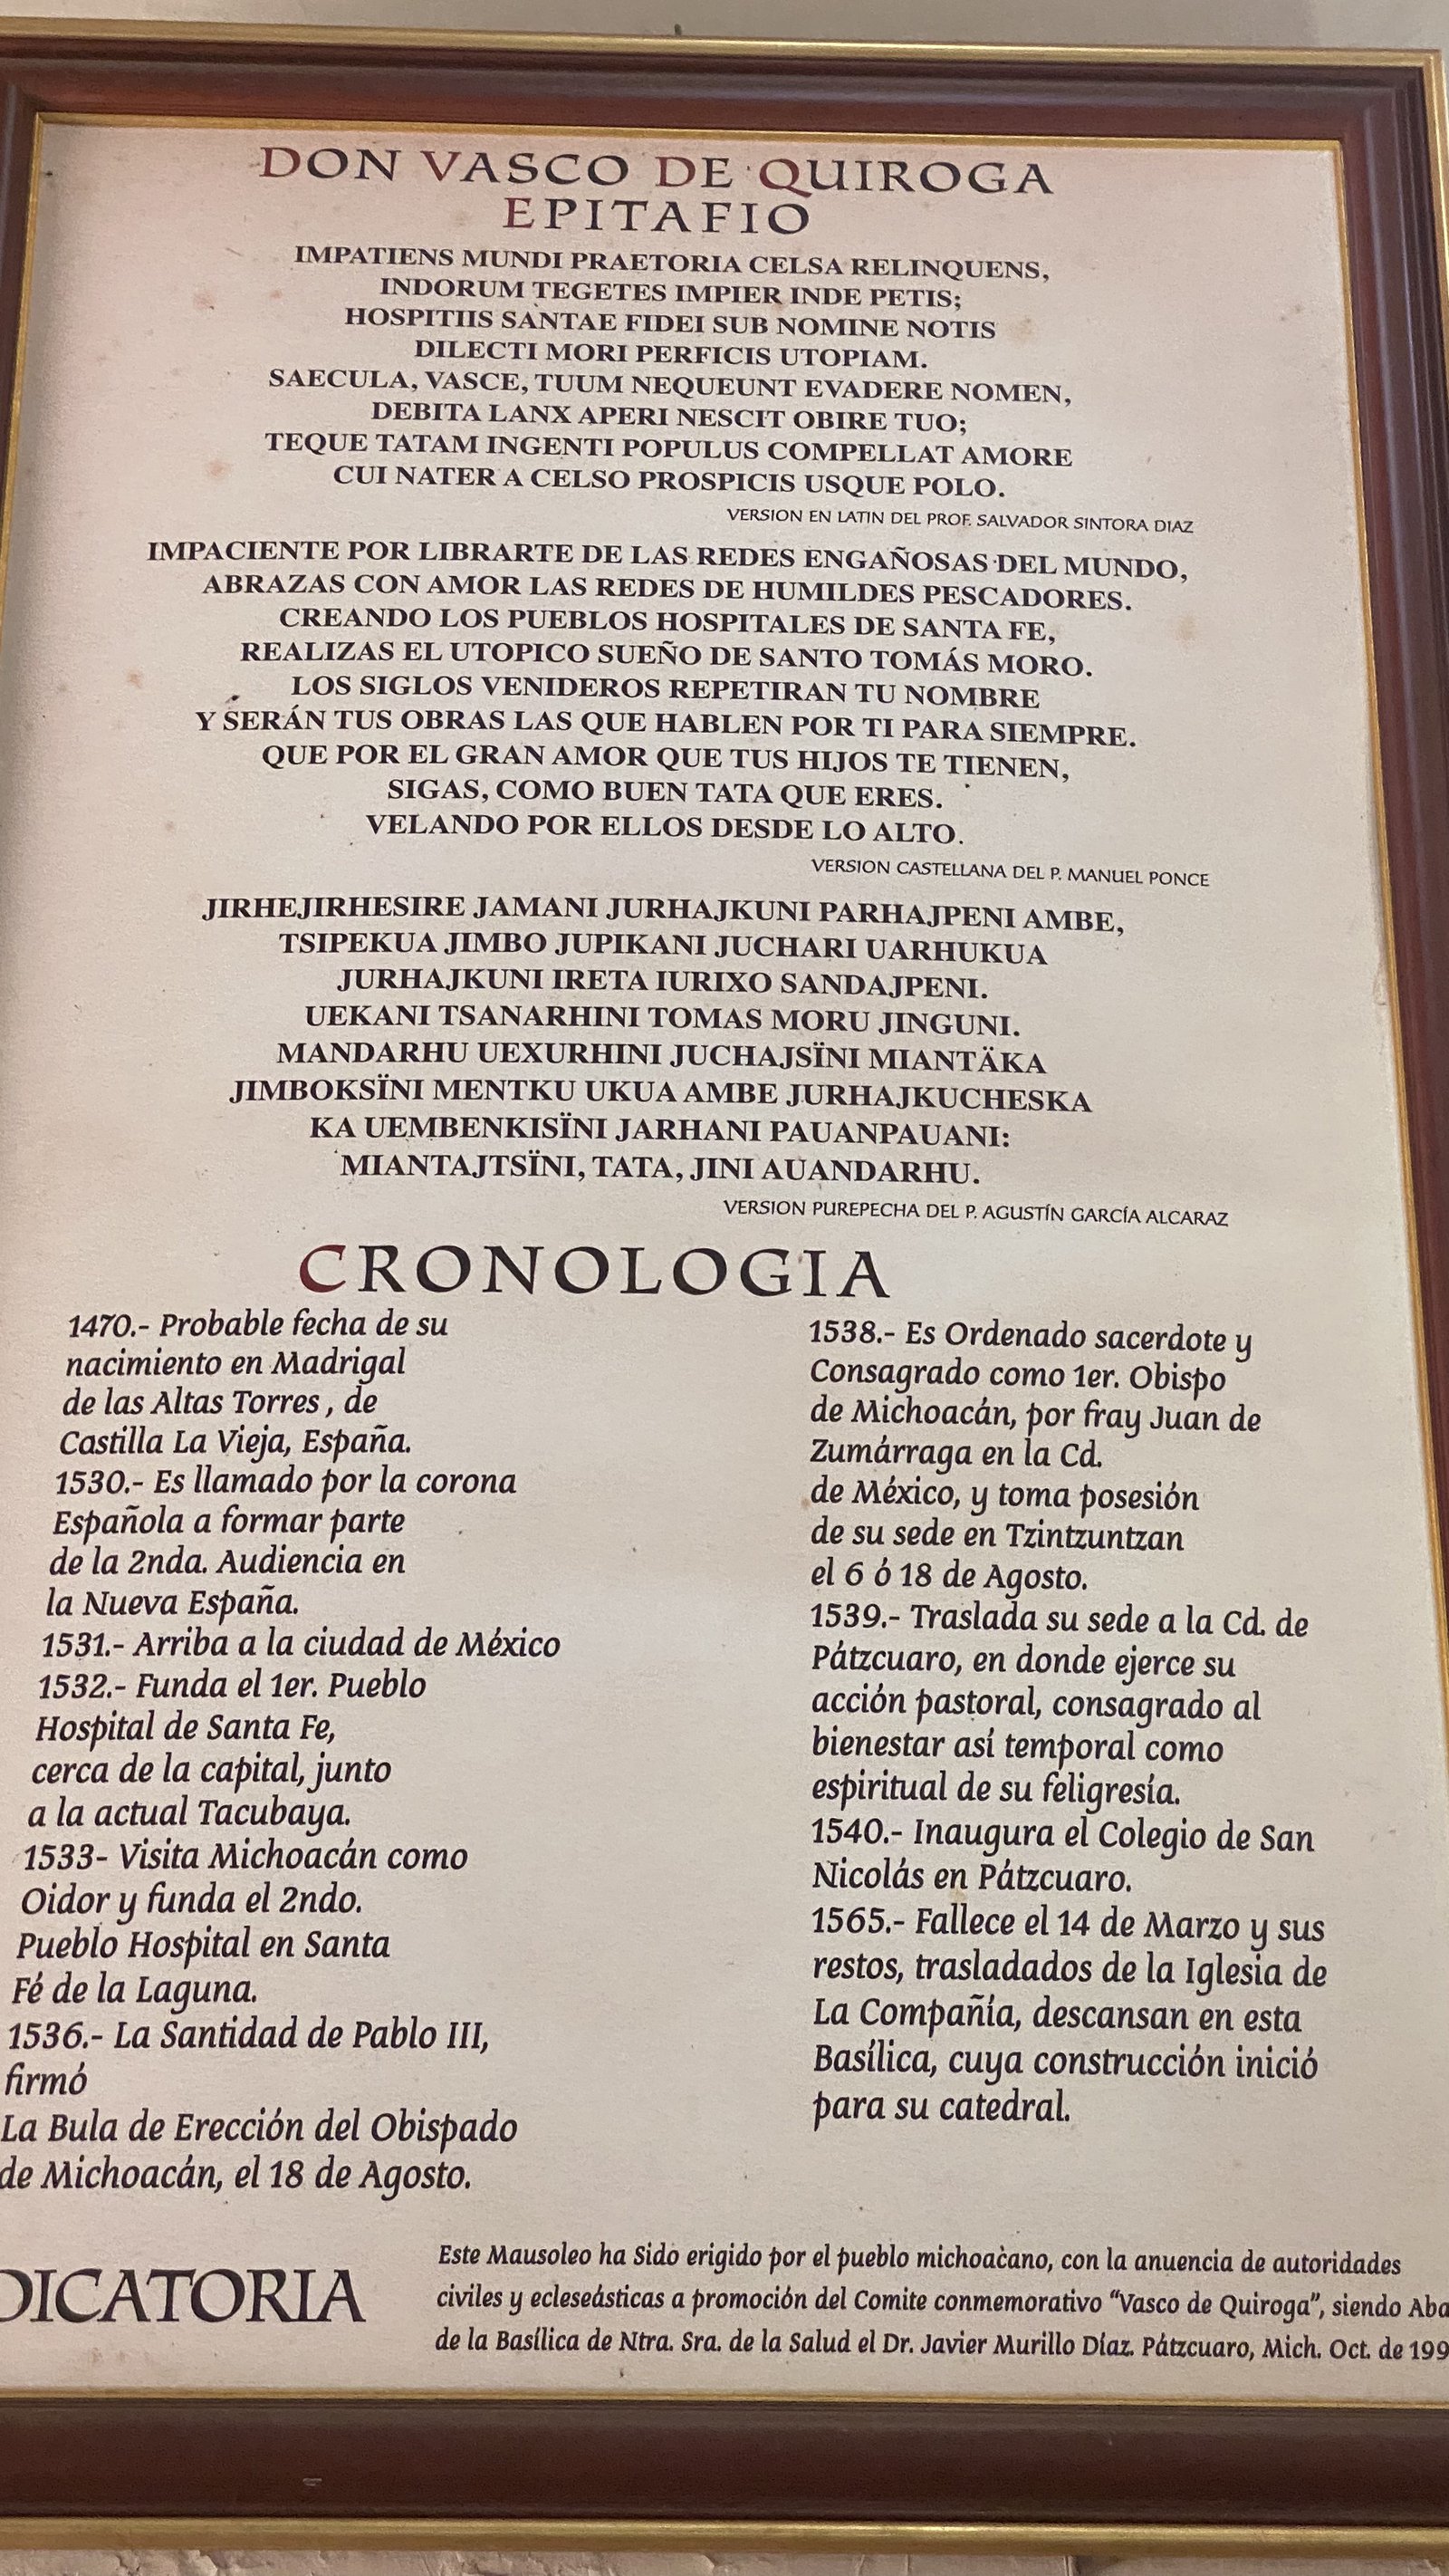 DON VASCO DE QUIROGA
EPITAFIO
IMPATIENS MUNDI PRAETORIA CELSA RELINQUENS,
INDORUM TEGETES IMPIER INDE PETIS;
HOSPITIIS SANTAE FIDEI SUB NOMINE NOTIS
DILECTI MORI PERFICIS UTOPIAM.
SAECULA, VASCE, TUUM NEQUEUNT EVADERE NOMEN,
DEBITA LANX APERI NESCIT OBIRE TUO;
TEQUE TATAM INGENTI POPULUS COMPELLAT AMORE
CUI NATER A CELSO PROSPICIS USQUE POLO.
VERSION EN LATIN DEL PROF. SALVADOR SINTORA DIAZ
IMPACIENTE POR LIBRARTE DE LAS REDES ENGAÑOSAS DEL MUNDO,
ABRAZAS CON AMOR LAS REDES DE HUMILDES PESCADORES.
CREANDO LOS PUEBLOS HOSPITALES DE SANTA FE,
REALIZAS EL UTOPICO SUEÑO DE SANTO TOMÁS MORO.
LOS SIGLOS VENIDEROS REPETIRAN TU NOMBRE
Y SERÁN TUS OBRAS LAS QUE HABLEN POR TI PARA SIEMPRE.
QUE POR EL GRAN AMOR QUE TUS HIJOS TE TIENEN,
SIGAS, COMO BUEN TATA QUE ERES.
VELANDO POR ELLOS DESDE LO ALTO.
VERSION CASTELLANA DEL P. MANUEL PONCE
JIRHEJIRHESIRE JAMANI JURHAJKUNI PARHAJPENI AMBE,
TSIPEKUA JIMBO JUPIKANI JUCHARI UARHUKUA
JURHAJKUNI IRETA IURIXO SANDAJPENI.
UEKANI TSANARHINI TOMAS MORU JINGUNI.
MANDARHU UEXURHINI JUCHAJSÏNI MIANTÄKA
JIMBOKSÏNI MENTKU UKUA AMBE JURHAJKUCHESKA
KA UEMBENKISÏNI JARHANI PAUANPAUANI:
MIANTAJTSÏNI, TATA, JINI AUANDARHU.
VERSION PUREPECHA DEL P. AGUSTÍN GARCÍA ALCARAZ
CRONOLOGIA
1470.- Probable fecha de su
nacimiento en Madrigal
de las Altas Torres , de
Castilla La Vieja, España.
1530.- Es llamado por la corona
Española a formar parte
de la 2nda. Audiencia en
la Nueva España.
1531.- Arriba a la ciudad de México
1532.- Funda el 1er. Pueblo
Hospital de Santa Fe,
cerca de la capital, junto
a la actual Tacubaya.
1533- Visita Michoacán como
Oidor y funda el 2ndo.
Pueblo Hospital en Santa
Fé de la Laguna.
1536.- La Santidad de Pablo III,
firmó
La Bula de Erección del Obispado
de Michoacán, el 18 de Agosto.
1538.- Es Ordenado sacerdote y
Consagrado como 1er. Obispo
de Michoacán, por fray Juan de
Zumárraga en la Cd.
de México, y toma posesión
de su sede en Tzintzuntzan
el 6 ó 18 de Agosto.
1539.- Traslada su sede a la Cd. de
Pátzcuaro, en donde ejerce su
acción pastoral, consagrado al
bienestar así temporal como
espiritual de su feligresía.
1540.- Inaugura el Colegio de San
Nicolás en Pátzcuaro.
1565.- Fallece el 14 de Marzo y sus
restos, trasladados de la Iglesia de
La Compañía, descansan en esta
Basílica, cuya construcción inició
para su catedral.
DICATORIA
Este Mausoleo ha Sido erigido por el pueblo michoacano, con la anuencia de autoridades
civiles y ecleseásticas a promoción del Comite conmemorativo "Vasco de Quiroga", siendo Aba
de la Basílica de Ntra. Sra. de la Salud el Dr. Javier Murillo Díaz. Pátzcuaro, Mich. Oct. de 199